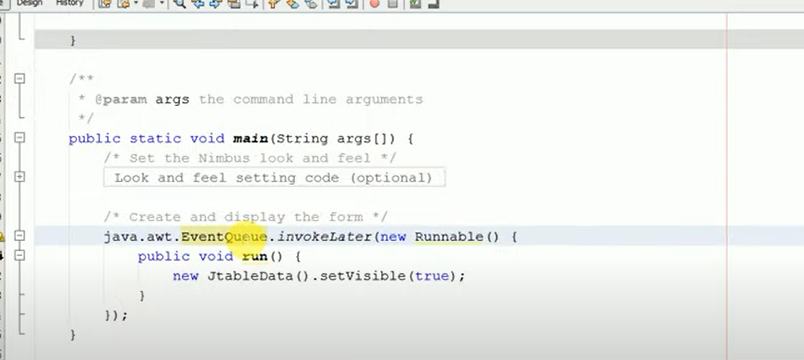 Design History
}
/**
* @param args the command line arguments
*/
public static void main(String args[]) {
/* Set the Nimbus look and feel */
Look and feel setting code (optional)
/* Create and display the form */
java.awt.EventQueue.invokeLater(new Runnable() {
public void run() {
new JtableData().setVisible(true);
}
});
}